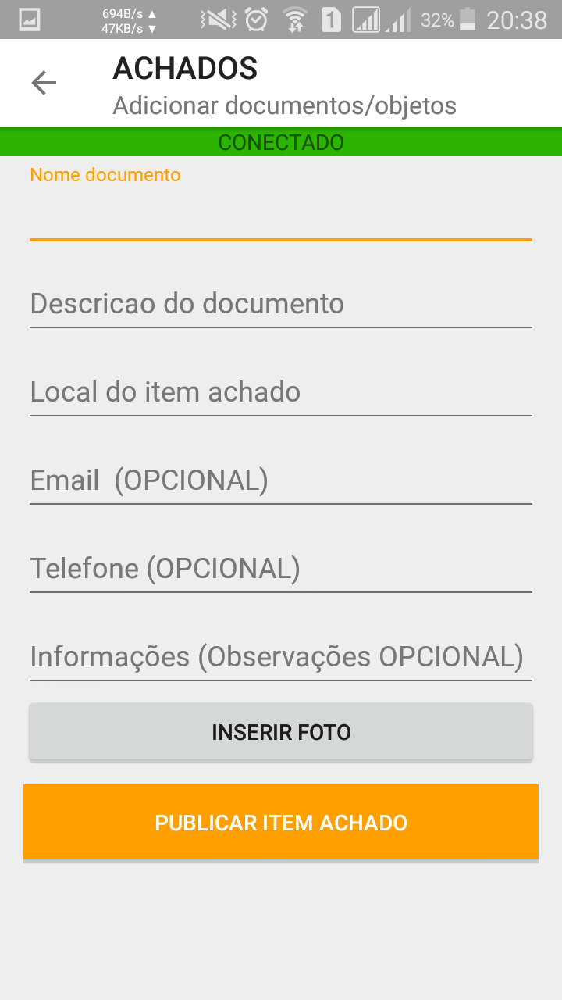 694B/s ▲
47KB/s ▼
1
32%
20:38
ACHADOS
Adicionar documentos/objetos
CONECTADO
Nome documento
Descricao do documento
Local do item achado
Email  (OPCIONAL)
Telefone (OPCIONAL)
Informações (Observações OPCIONAL)
INSERIR FOTO
PUBLICAR ITEM ACHADO